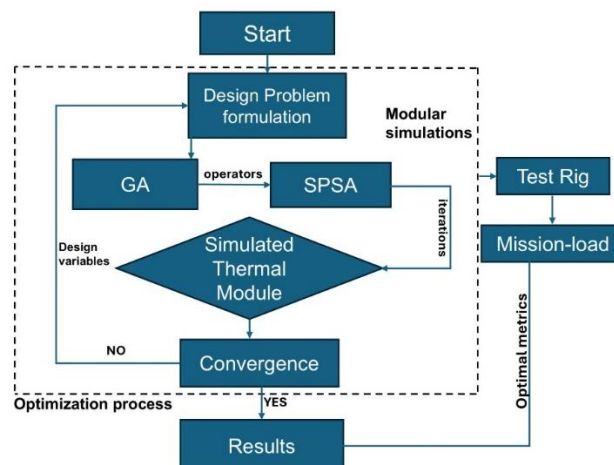 Start
Design Problem
formulation
Modular
simulations
GA
operators
SPSA
Test Rig
iterations
Mission-load
Design
variables
Simulated
Thermal
Module
Optimal metrics
NO
Convergence
Optimization process
YES
Results